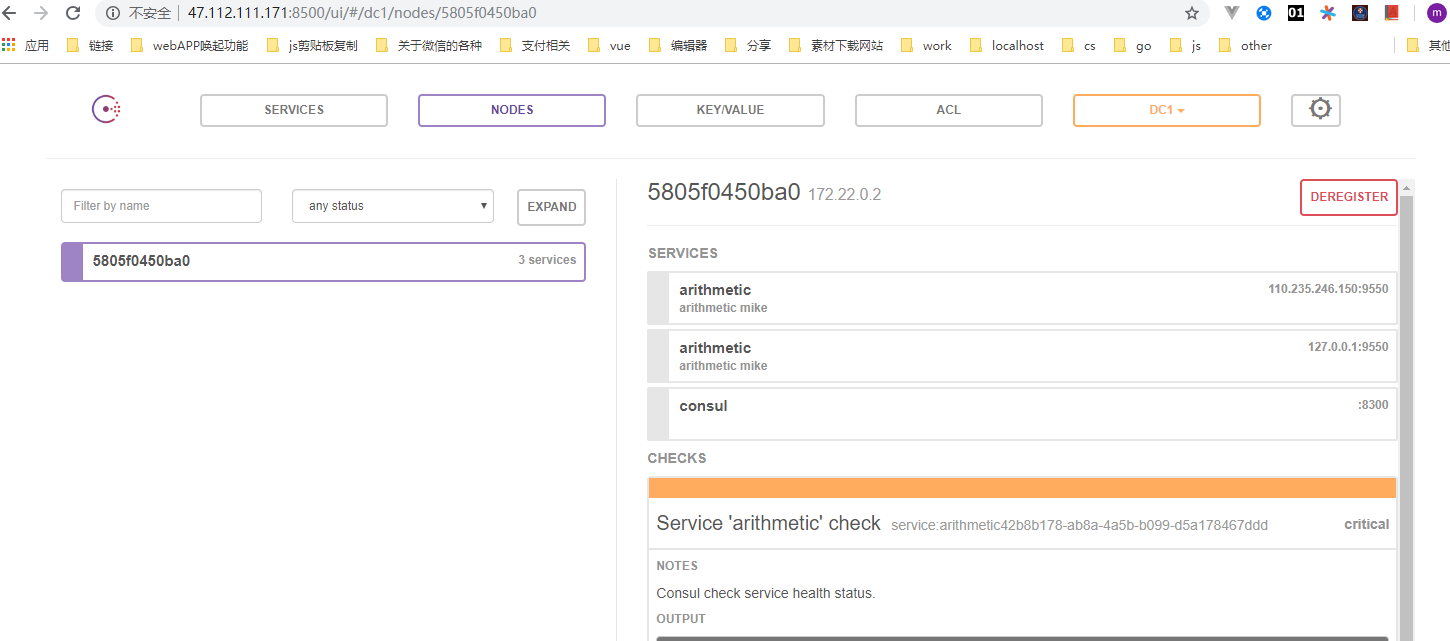 不安全 47.112.111.171:8500/ui/#/dc1/nodes/5805f0450ba0 01 m
应用 链接 webAPP唤起功能 js剪贴板复制 关于微信的各种 支付相关 vue 编辑器 分享 素材下载网站 work localhost cs go js other 其他
SERVICES NODES KEY/VALUE ACL DC1
Filter by name any status EXPAND
5805f0450ba0 3 services
5805f0450ba0 172.22.0.2 DEREGISTER
SERVICES
arithmetic 110.235.246.150:9550
arithmetic mike
arithmetic 127.0.0.1:9550
arithmetic mike
consul :8300
CHECKS
Service 'arithmetic' check service:arithmetic42b8b178-ab8a-4a5b-b099-d5a178467ddd critical
NOTES
Consul check service health status.
OUTPUT